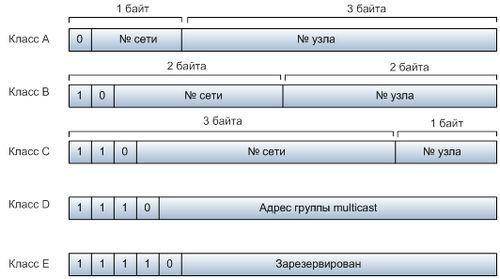 1 байт 3 байта
Класс A 0 № сети № узла
2 байта 2 байта
Класс B 1 0 № сети № узла
3 байта 1 байт
Класс C 1 1 0 № сети № узла
Класс D 1 1 1 0 Адрес группы multicast
Класс E 1 1 1 1 0 Зарезервирован